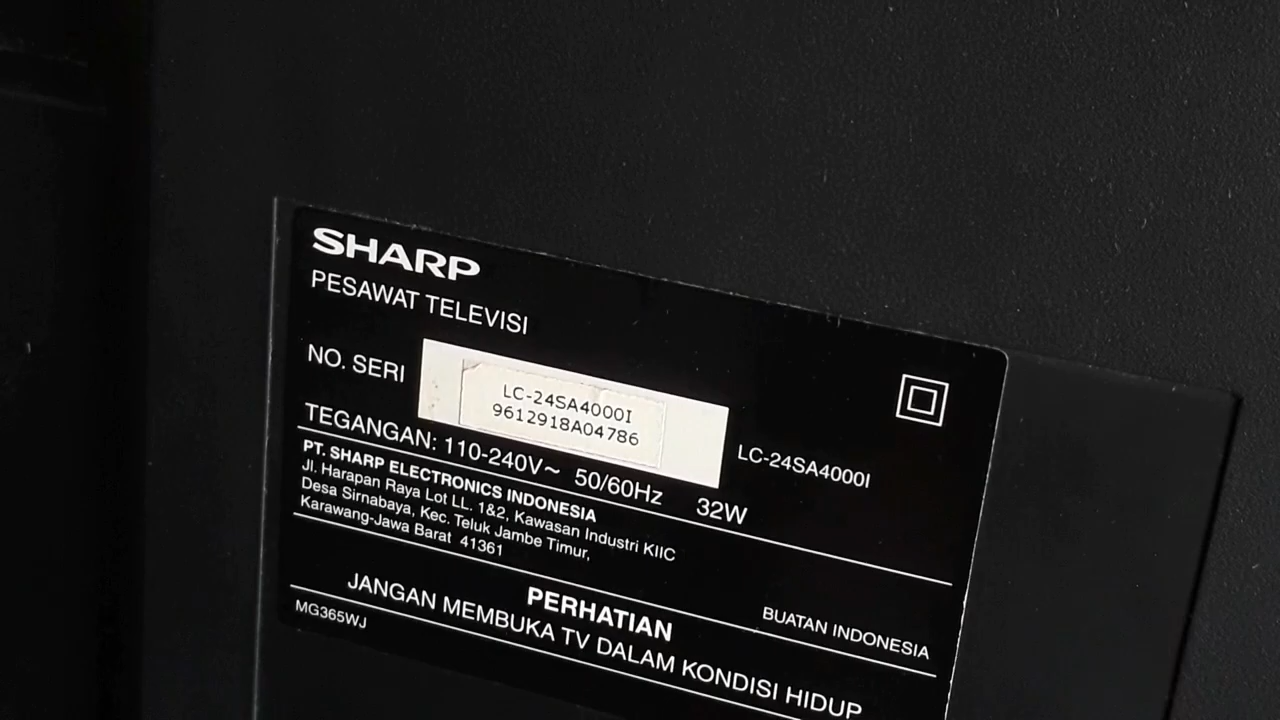 SHARP
PESAWAT TELEVISI
NO. SERI
LC-24SA4000I
9612918A04786
LC-24SA4000I
TEGANGAN: 110-240V~ 50/60Hz 32W
PT. SHARP ELECTRONICS INDONESIA
Jl. Harapan Raya Lot LL. 1&2, Kawasan Industri KIIC
Desa Sirnabaya, Kec. Teluk Jambe Timur,
Karawang-Jawa Barat 41361
BUATAN INDONESIA
PERHATIAN
JANGAN MEMBUKA TV DALAM KONDISI HIDUP
MG365WJ